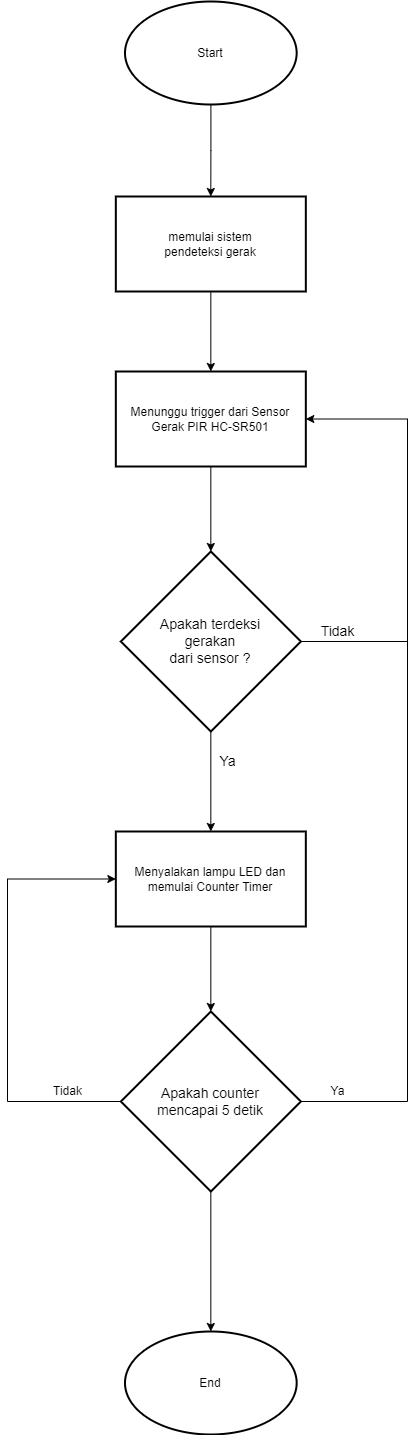 Start
memulai sistem
pendeteksi gerak
Menunggu trigger dari Sensor
Gerak PIR HC-SR501
Apakah terdeksi
gerakan
dari sensor ?
Tidak
Ya
Menyalakan lampu LED dan
memulai Counter Timer
Apakah counter
mencapai 5 detik
Tidak
Ya
End